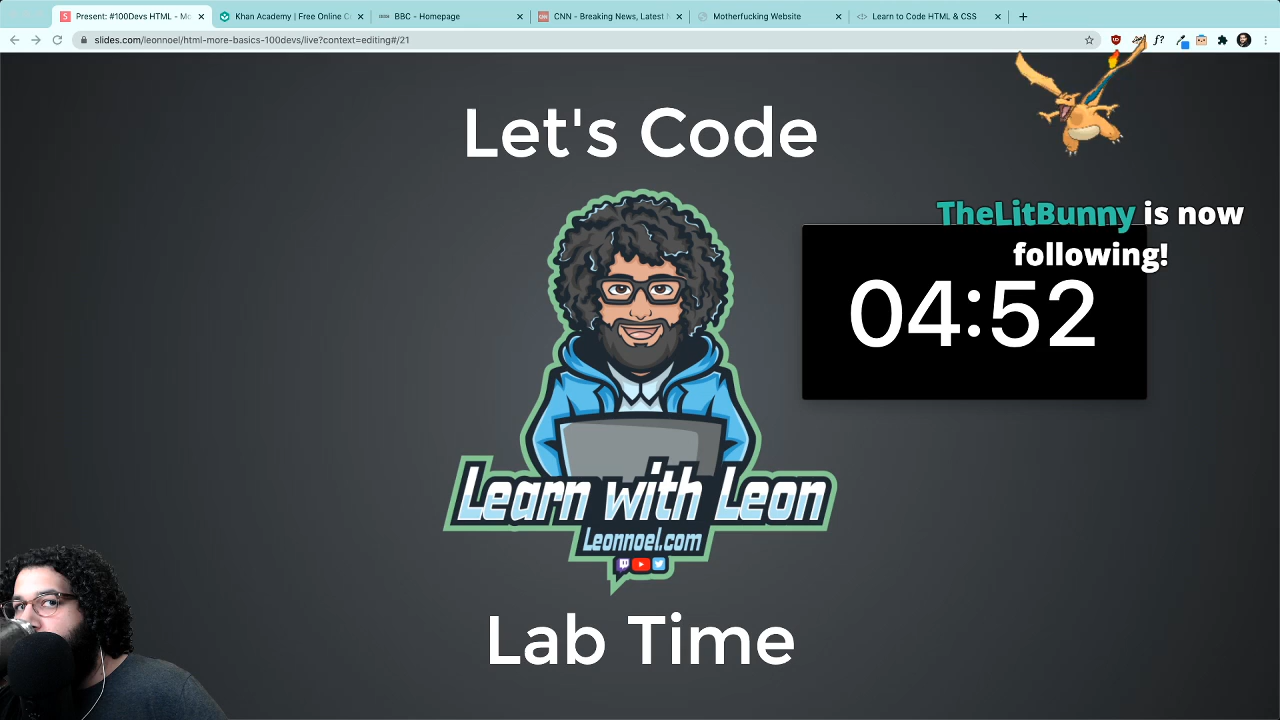 Present: #100Devs HTML - Mo
Khan Academy | Free Online C
BBC - Homepage
CNN - Breaking News, Latest N
Motherfucking Website
Learn to Code HTML & CSS
slides.com/leonnoel/html-more-basics-100devs/live?context=editing#/21
Let's Code
TheLitBunny is now
following!
04:52
Learn with Leon
Leonnoel.com
Lab Time